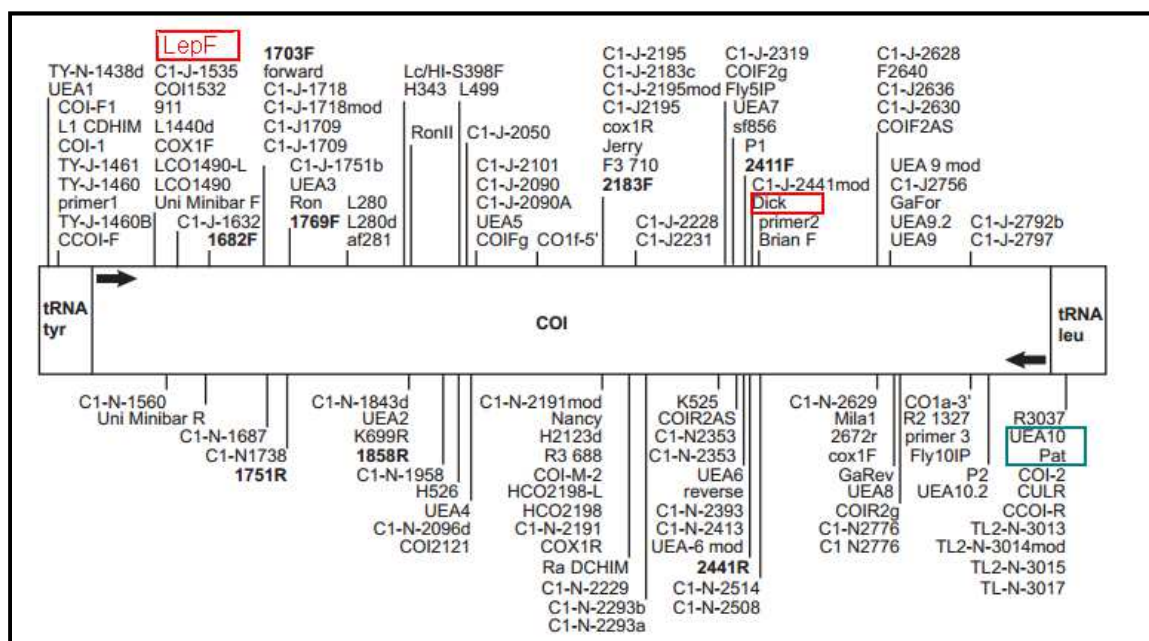 LepF
TY-N-1438d
UEA1
COI-F1
L1 CDHIM
COI-1
TY-J-1461
TY-J-1460
primer1
TY-J-1460B
CCOI-F
C1-J-1535
COI1532
911
L1440d
COX1F
LCO1490-L
LCO1490
Uni Minibar F
C1-J-1632
1682F
1703F
forward
C1-J-1718
C1-J-1718mod
C1-J1709
C1-J-1709
C1-J-1751b
UEA3
Ron
1769F
L280
L280d
af281
Lc/HI-S398F
H343
L499
RonII
C1-J-2050
C1-J-2101
C1-J-2090
C1-J-2090A
UEA5
COIFg
CO1f-5'
C1-J-2195
C1-J-2183c
C1-J-2195mod
C1-J2195
cox1R
Jerry
F3 710
2183F
C1-J-2228
C1-J2231
C1-J-2319
COIF2g
Fly5IP
UEA7
sf856
P1
2411F
C1-J-2441mod
Dick
primer2
Brian F
C1-J-2628
F2640
C1-J2636
C1-J-2630
COIF2AS
UEA 9 mod
C1-J2756
GaFor
UEA9.2
UEA9
C1-J-2792b
C1-J-2797
tRNA
tyr
COI
tRNA
leu
C1-N-1560
Uni Minibar R
C1-N-1687
C1-N1738
1751R
C1-N-1843d
UEA2
K699R
1858R
C1-N-1958
H526
UEA4
C1-N-2096d
COI2121
C1-N-2191mod
Nancy
H2123d
R3 688
COI-M-2
HCO2198-L
HCO2198
C1-N-2191
COX1R
Ra DCHIM
C1-N-2229
C1-N-2293b
C1-N-2293a
K525
COIR2AS
C1-N2353
C1-N-2353
UEA6
reverse
C1-N-2393
C1-N-2413
UEA-6 mod
2441R
C1-N-2514
C1-N-2508
C1-N-2629
Mila1
2672r
cox1F
GaRev
UEA8
COIR2g
C1-N2776
C1 N2776
CO1a-3'
R2 1327
primer 3
Fly10IP
P2
UEA10.2
R3037
UEA10
Pat
COI-2
CULR
CCOI-R
TL2-N-3013
TL2-N-3014mod
TL2-N-3015
TL-N-3017